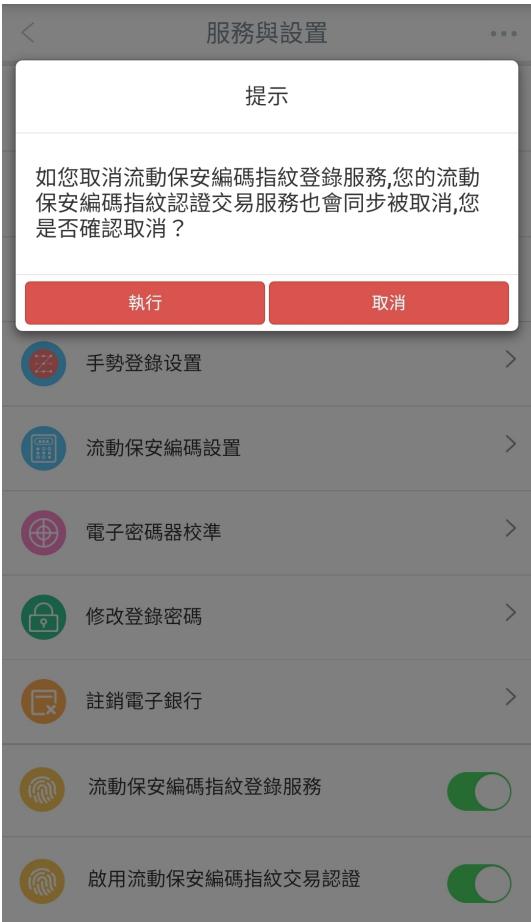 服務與設置
提示
如您取消流動保安編碼指紋登錄服務,您的流動
保安編碼指紋認證交易服務也會同步被取消,您
是否確認取消？
執行
取消
手勢登錄设置
流動保安編碼設置
電子密碼器校準
修改登錄密碼
註銷電子銀行
流動保安編碼指紋登錄服務
啟用流動保安編碼指紋交易認證